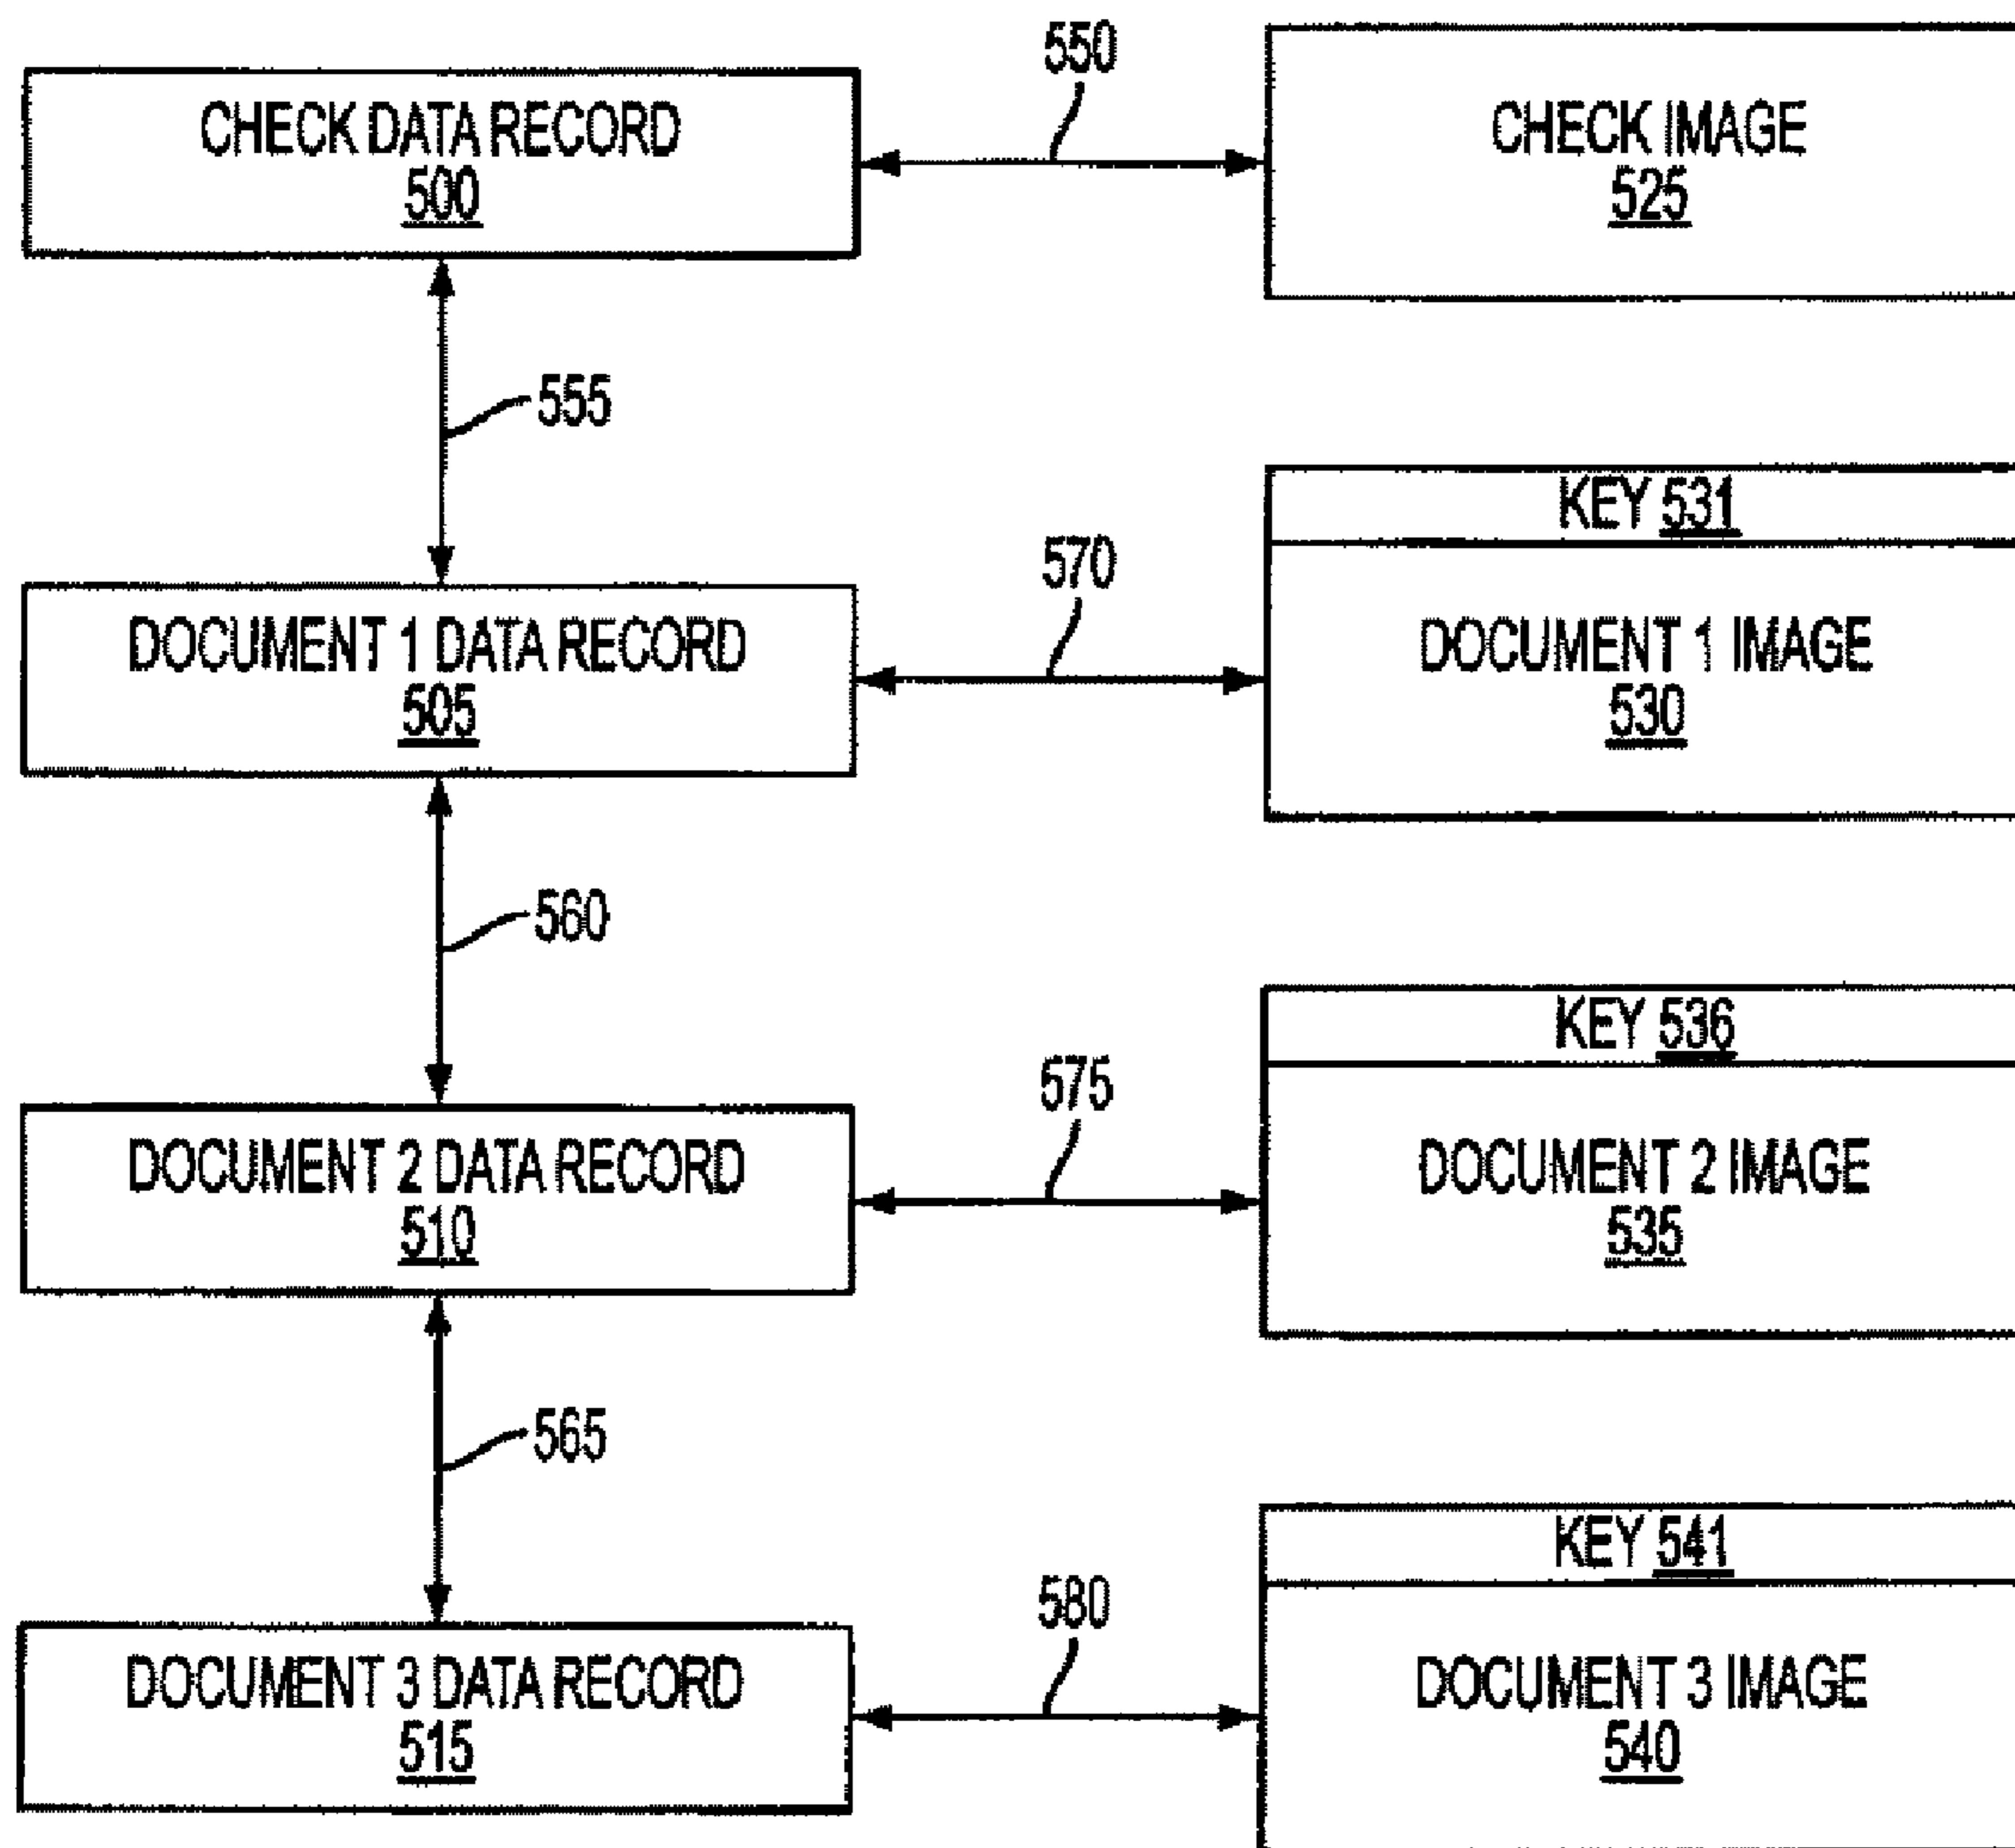 550
CHECK DATA RECORD
500
CHECK IMAGE
525
555
KEY 531
570
DOCUMENT 1 DATA RECORD
505
DOCUMENT 1 IMAGE
530
560
KEY 536
575
DOCUMENT 2 DATA RECORD
510
DOCUMENT 2 IMAGE
535
565
KEY 541
580
DOCUMENT 3 DATA RECORD
515
DOCUMENT 3 IMAGE
540